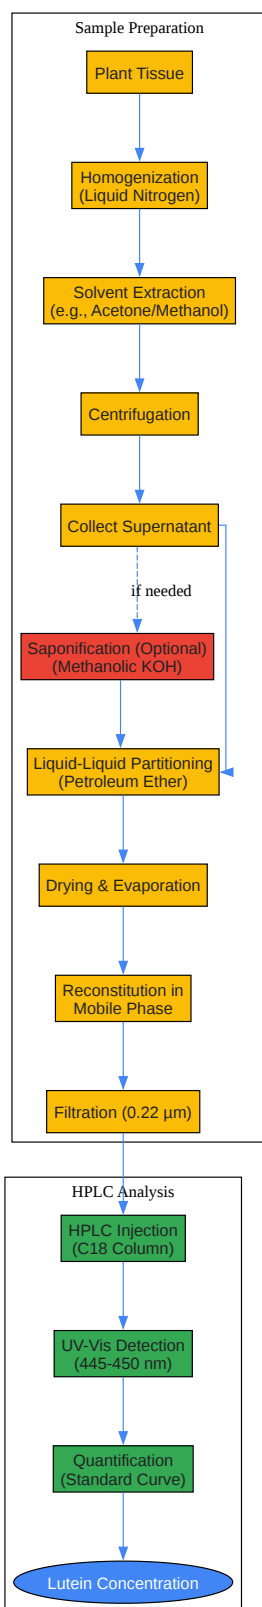 Sample Preparation
Plant Tissue
Homogenization
(Liquid Nitrogen)
Solvent Extraction
(e.g., Acetone/Methanol)
Centrifugation
Collect Supernatant
if needed
Saponification (Optional)
(Methanolic KOH)
Liquid-Liquid Partitioning
(Petroleum Ether)
Drying & Evaporation
Reconstitution in
Mobile Phase
Filtration (0.22 µm)
HPLC Analysis
HPLC Injection
(C18 Column)
UV-Vis Detection
(445-450 nm)
Quantification
(Standard Curve)
Lutein Concentration